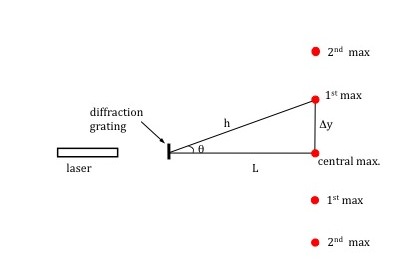 2nd max
1st max
diffraction
grating
h
Δy
θ
central max.
laser
L
1st max
2nd max